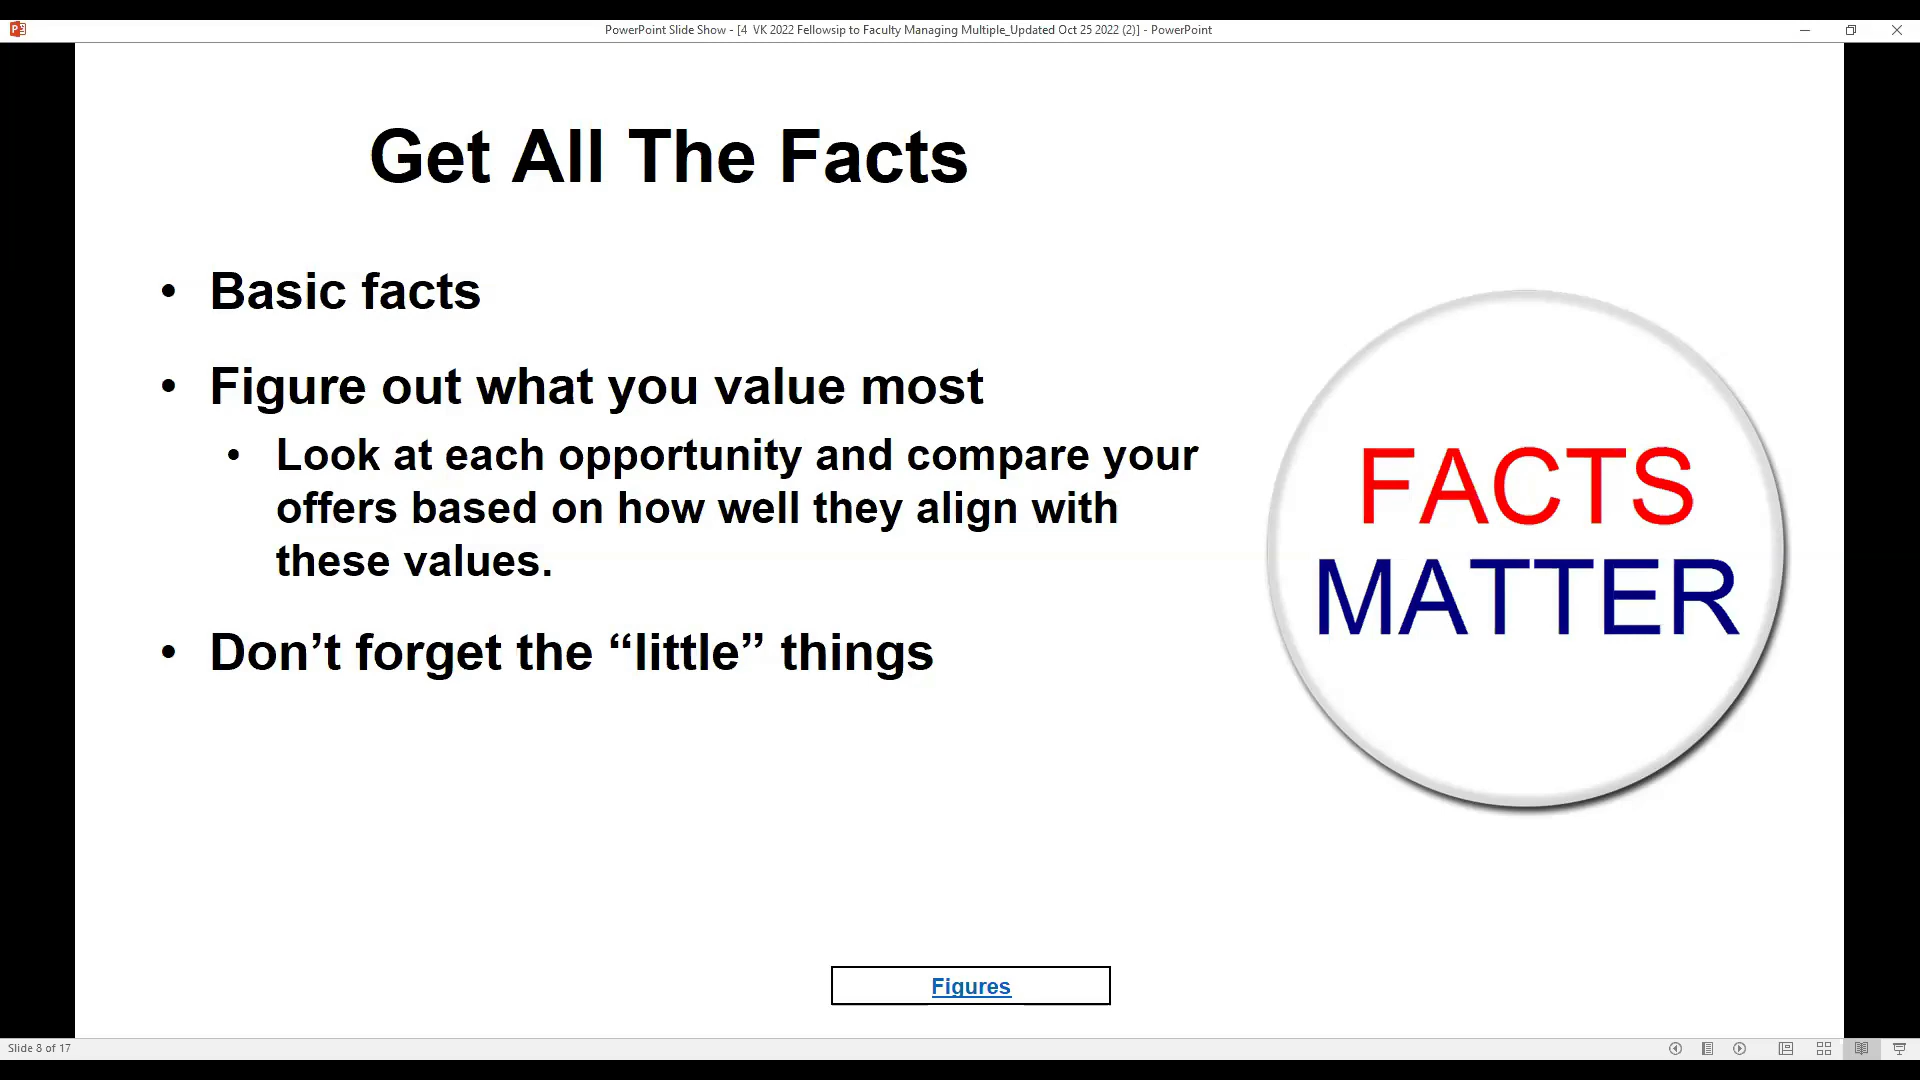 PowerPoint Slide Show - [4  VK 2022 Fellowsip to Faculty Managing Multiple_Updated Oct 25 2022 (2)] - PowerPoint
Get All The Facts
• Basic facts
• Figure out what you value most
• Look at each opportunity and compare your
offers based on how well they align with
these values.
• Don’t forget the “little” things
FACTS
MATTER
Figures
Slide 8 of 17